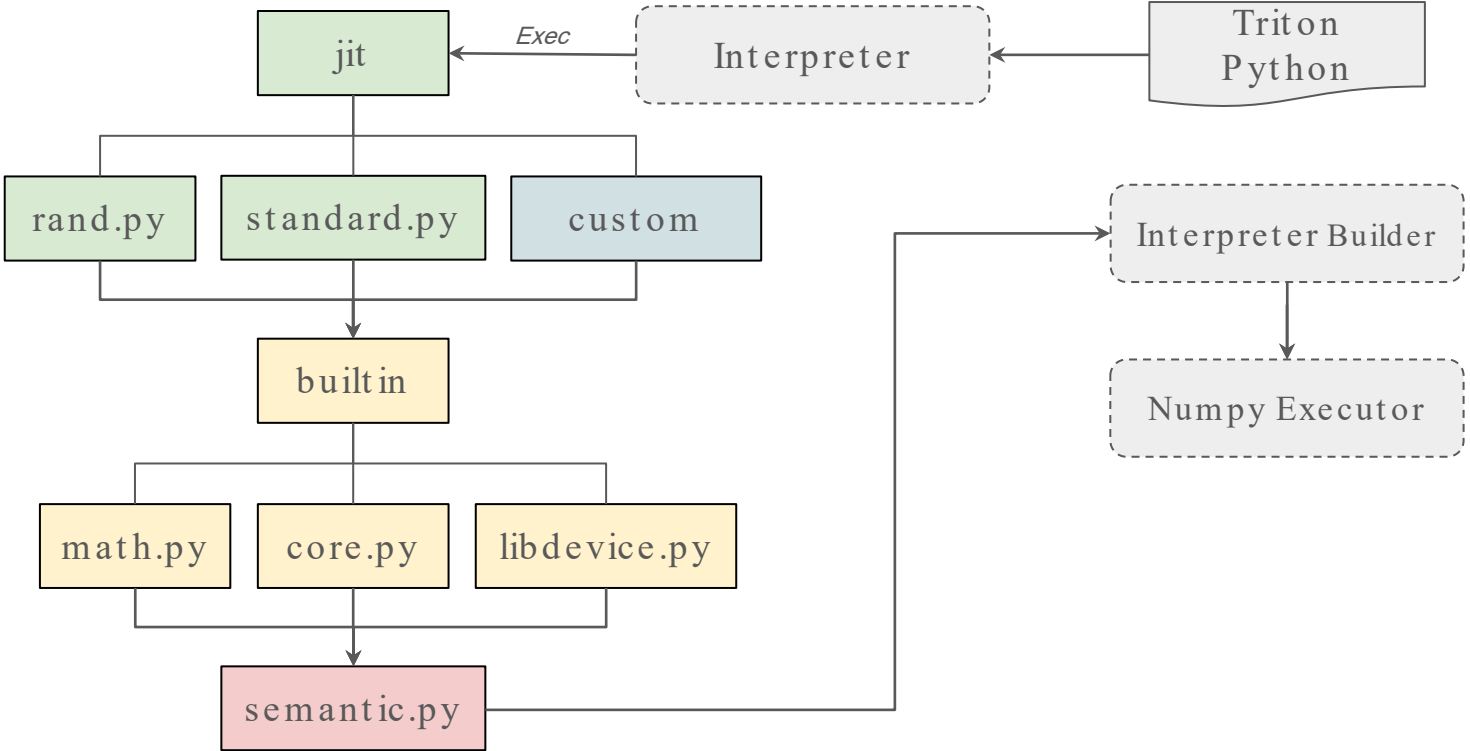 jit
Exec
Interpreter
Triton
Python
rand.py
standard.py
custom
Interpreter Builder
builtin
Numpy Executor
math.py
core.py
libdevice.py
semantic.py